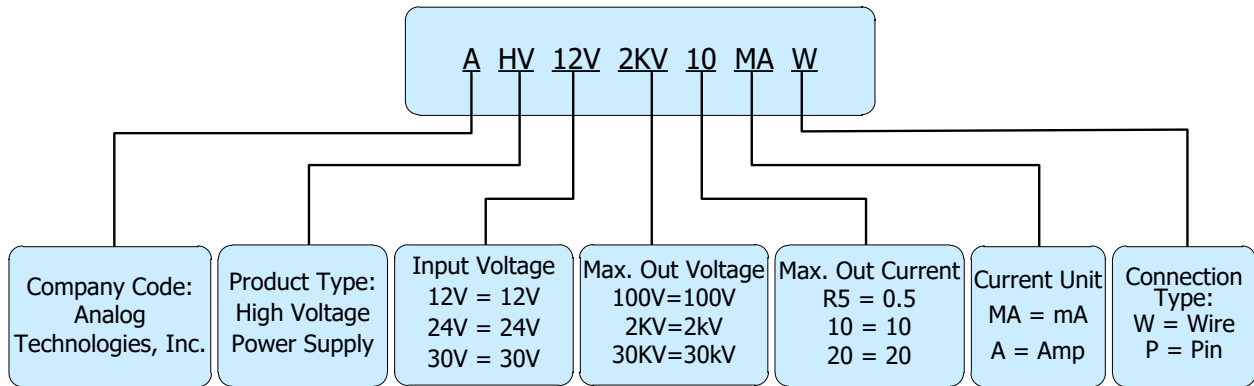 A HV 12V 2KV 10 MA W
Company Code:
Analog
Technologies, Inc.
Product Type:
High Voltage
Power Supply
Input Voltage
12V = 12V
24V = 24V
30V = 30V
Max. Out Voltage
100V=100V
2KV=2kV
30KV=30kV
Max. Out Current
R5 = 0.5
10 = 10
20 = 20
Current Unit
MA = mA
A = Amp
Connection
Type:
W = Wire
P = Pin